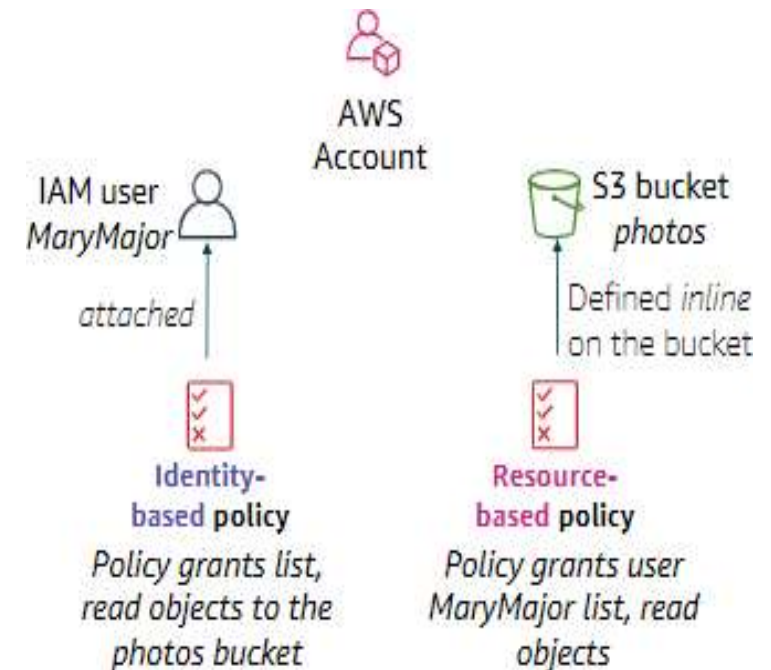 AWS
Account
IAM user
MaryMajor
S3 bucket
photos
attached
Defined inline
on the bucket
Identity-
based policy
Policy grants list,
read objects to the
photos bucket
Resource-
based policy
Policy grants user
MaryMajor list, read
objects